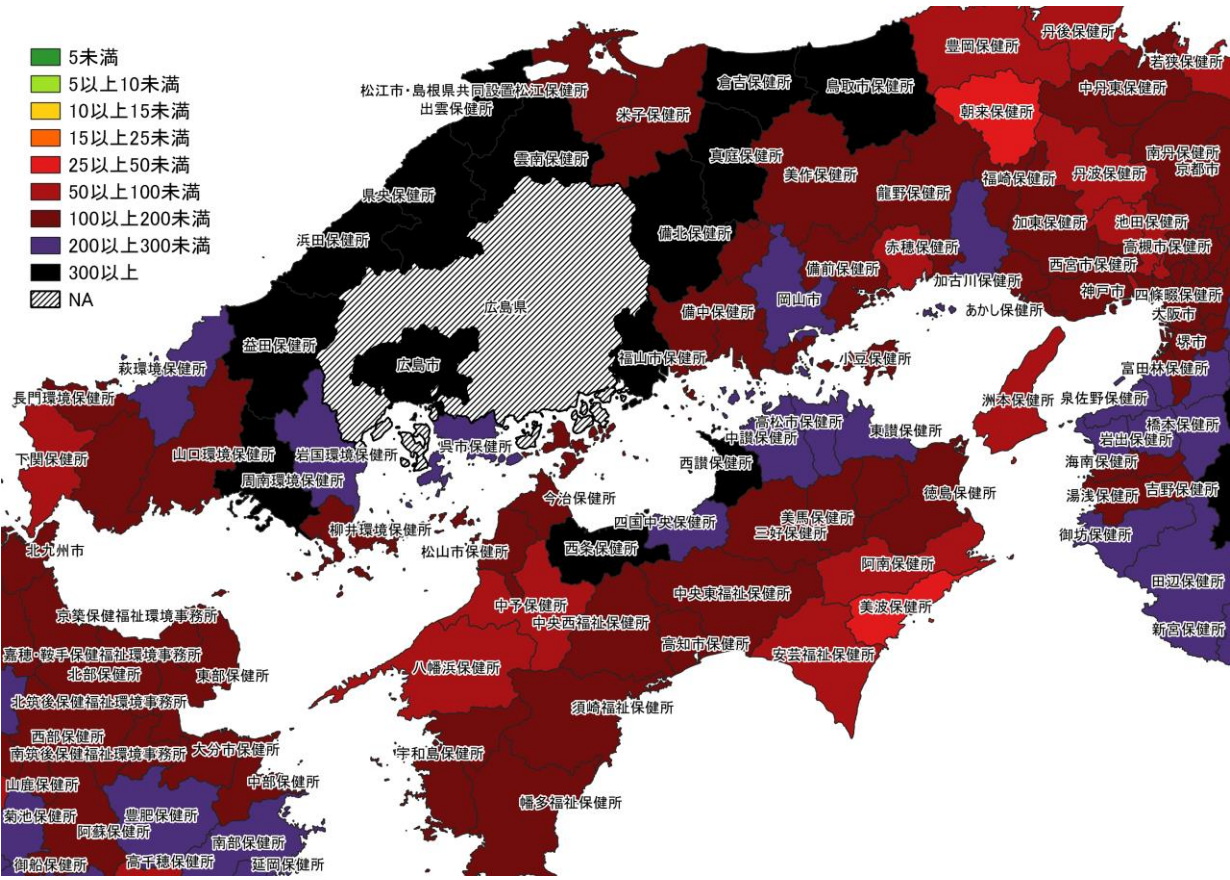 5未満
5以上10未満
10以上15未満
15以上25未満
25以上50未満
50以上100未満
100以上200未満
200以上300未満
300以上
NA
豊岡保健所
丹後保健所
若狭保健所
松江市・島根県共同設置松江保健所
出雲保健所
米子保健所
倉吉保健所
鳥取市保健所
朝来保健所
中丹東保健所
雲南保健所
真庭保健所
美作保健所
龍野保健所
福崎保健所
丹波保健所
南丹保健所
京都市
県央保健所
浜田保健所
備北保健所
加東保健所
池田保健所
赤穂保健所
西宮市保健所
高槻市保健所
備前保健所
岡山市
加古川保健所
神戸市
四條畷保健所
大阪市
広島県
備中保健所
あかし保健所
堺市
益田保健所
広島市
福山市保健所
小豆保健所
富田林保健所
萩環境保健所
長門環境保健所
洲本保健所
泉佐野保健所
橋本保健所
岩出保健所
高松市保健所
中讃保健所
東讃保健所
呉市保健所
下関保健所
山口環境保健所
岩国環境保健所
西讃保健所
海南保健所
周南環境保健所
湯浅保健所
吉野保健所
今治保健所
徳島保健所
四国中央保健所
美馬保健所
三好保健所
御坊保健所
柳井環境保健所
松山市保健所
西条保健所
北九州市
阿南保健所
田辺保健所
中予保健所
中央東福祉保健所
美波保健所
京築保健福祉環境事務所
中央西福祉保健所
高知市保健所
安芸福祉保健所
新宮保健所
嘉穂・鞍手保健福祉環境事務所
北部保健所
東部保健所
八幡浜保健所
北筑後保健福祉環境事務所
須崎福祉保健所
西部保健所
南筑後保健福祉環境事務所
大分市保健所
宇和島保健所
山鹿保健所
中部保健所
菊池保健所
豊肥保健所
阿蘇保健所
幡多福祉保健所
南部保健所
御船保健所
高千穂保健所
延岡保健所